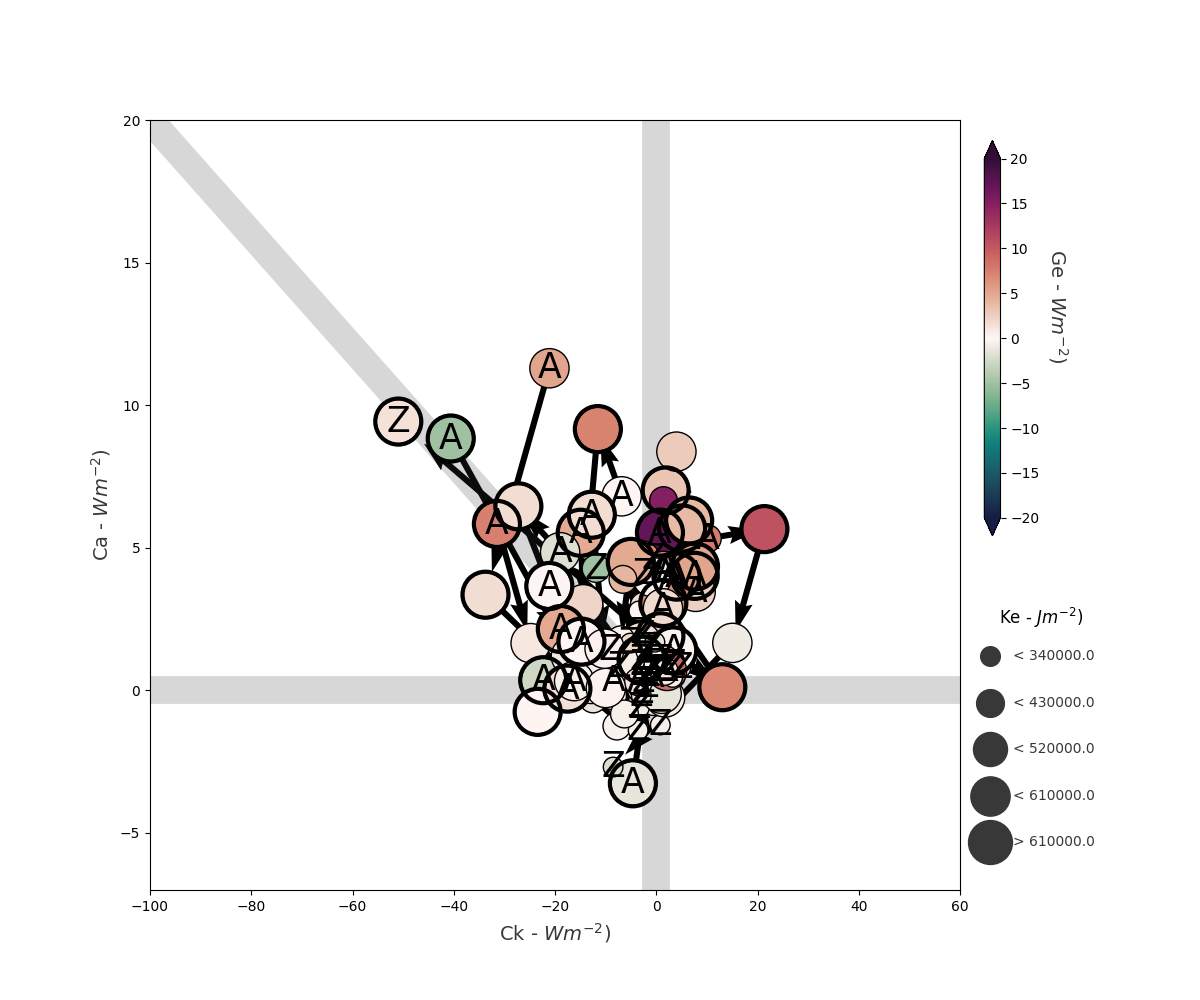 20
15
10
5
0
−5
−100
−80
−60
−40
−20
0
20
40
60
Ck - Wm⁻²)
Ca - Wm⁻²)
Z
A
A
A
A
A
A
A
Z
A
A
A
A
A
A
A
A
A
A
Z
Z
Z
Z
A
20
15
10
5
0
−5
−10
−15
−20
Ge - Wm⁻²)
Ke - Jm⁻²)
< 340000.0
< 430000.0
< 520000.0
< 610000.0
> 610000.0